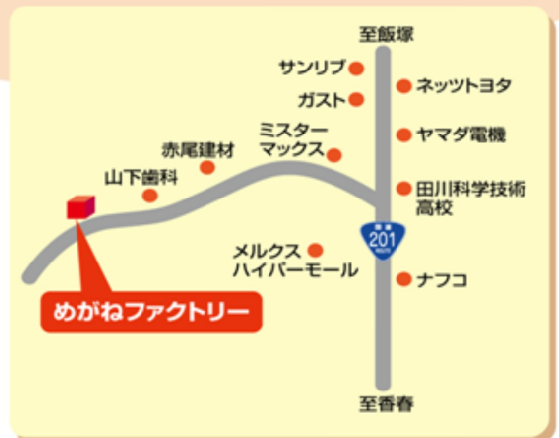 至飯塚
サンリブ
ネッツトヨタ
ガスト
ミスター
マックス
ヤマダ電機
赤尾建材
山下歯科
田川科学技術
高校
国道
201
ROUTE
メルクス
ハイパーモール
ナフコ
めがねファクトリー
至香春